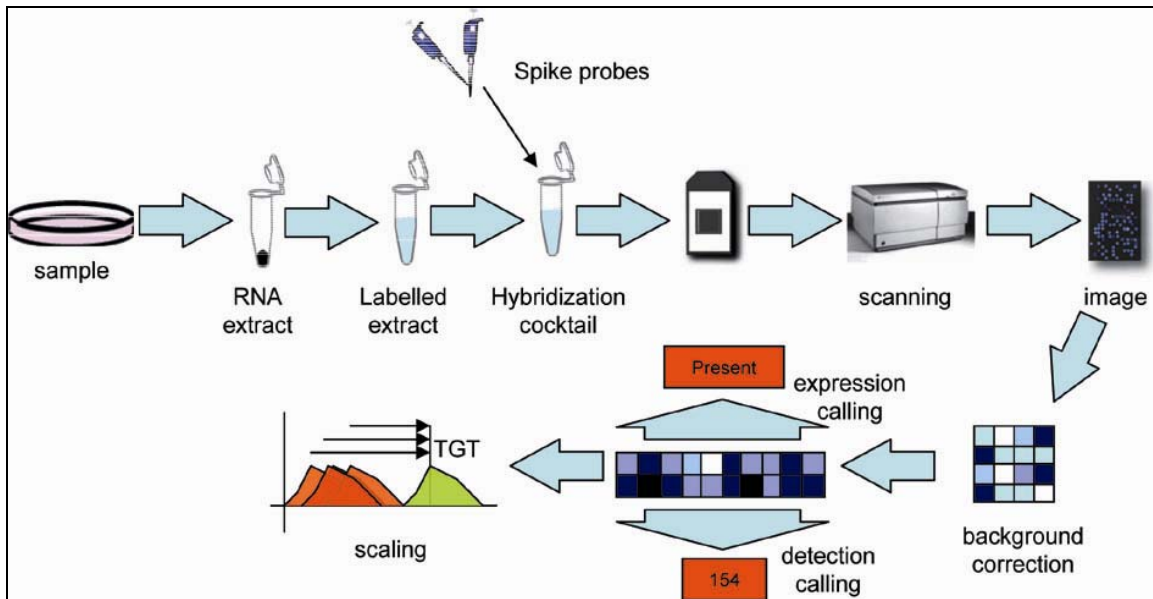 Spike probes
sample
RNA
extract
Labelled
extract
Hybridization
cocktail
scanning
image
Present
expression
calling
TGT
scaling
154
detection
calling
background
correction